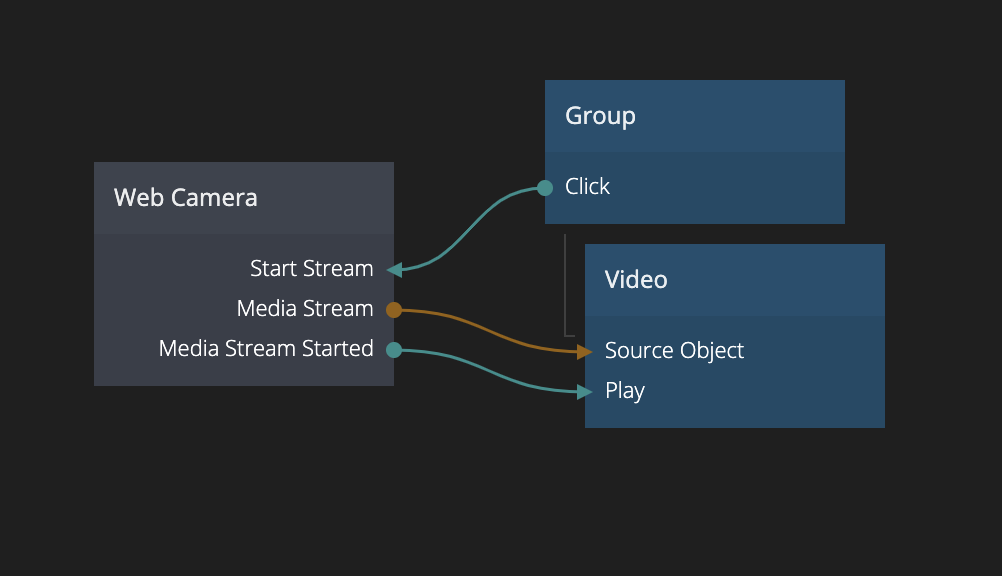 Group
Click
Web Camera
Start Stream
Media Stream
Media Stream Started
Video
Source Object
Play